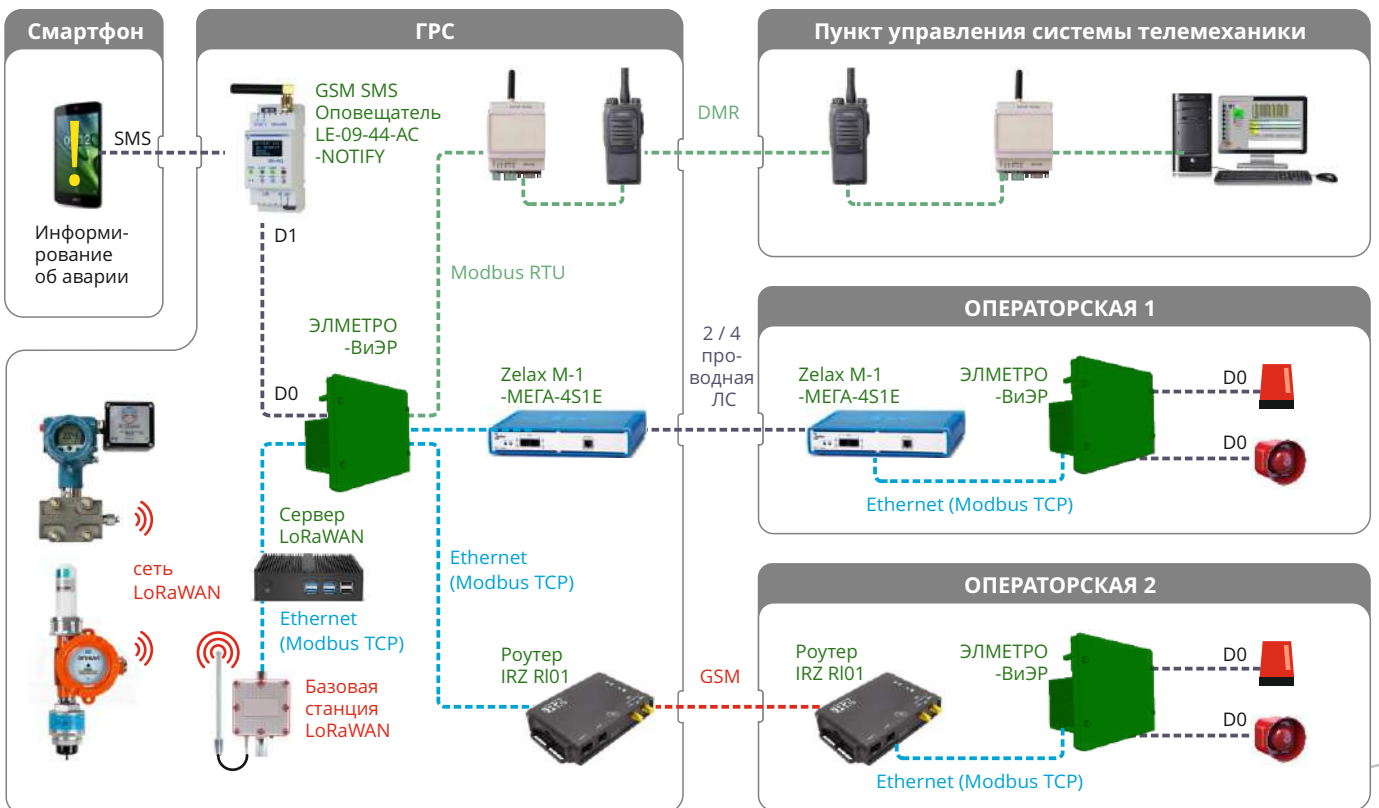 Смартфон
SMS
Информи-
рование
об аварии
ГРС
GSM SMS
Оповещатель
LE-09-44-AC
-NOTIFY
D1
Modbus RTU
ЭЛМЕТРО
-ВиЭР
D0
Zelax M-1
-МЕГА-4S1E
Сервер
LoRaWAN
сеть
LoRaWAN
Ethernet
(Modbus TCP)
Ethernet
(Modbus TCP)
Базовая
станция
LoRaWAN
Роутер
IRZ Rl01
DMR
2 / 4
про-
водная
ЛС
GSM
Пункт управления системы телемеханики
ОПЕРАТОРСКАЯ 1
Zelax M-1
-МЕГА-4S1E
ЭЛМЕТРО
-ВиЭР
D0
D0
Ethernet (Modbus TCP)
ОПЕРАТОРСКАЯ 2
Роутер
IRZ Rl01
ЭЛМЕТРО
-ВиЭР
D0
D0
Ethernet (Modbus TCP)